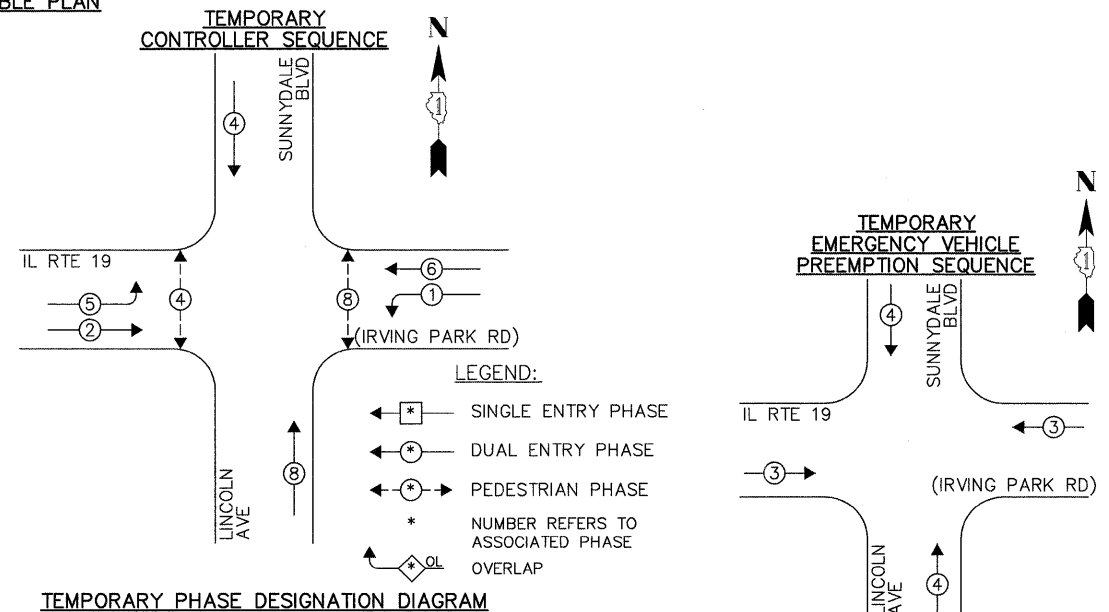 BLE PLAN
TEMPORARY
CONTROLLER SEQUENCE
N
1
SUNNYDALE
BLVD
4
IL RTE 19
5
2
4
8
6
1
(IRVING PARK RD)
8
LINCOLN
AVE
LEGEND:
* SINGLE ENTRY PHASE
* DUAL ENTRY PHASE
* PEDESTRIAN PHASE
* NUMBER REFERS TO
ASSOCIATED PHASE
* OL OVERLAP
TEMPORARY PHASE DESIGNATION DIAGRAM
N
1
TEMPORARY
EMERGENCY VEHICLE
PREEMPTION SEQUENCE
4
SUNNYDALE
BLVD
IL RTE 19
3
3
(IRVING PARK RD)
LINCOLN
AVE
4